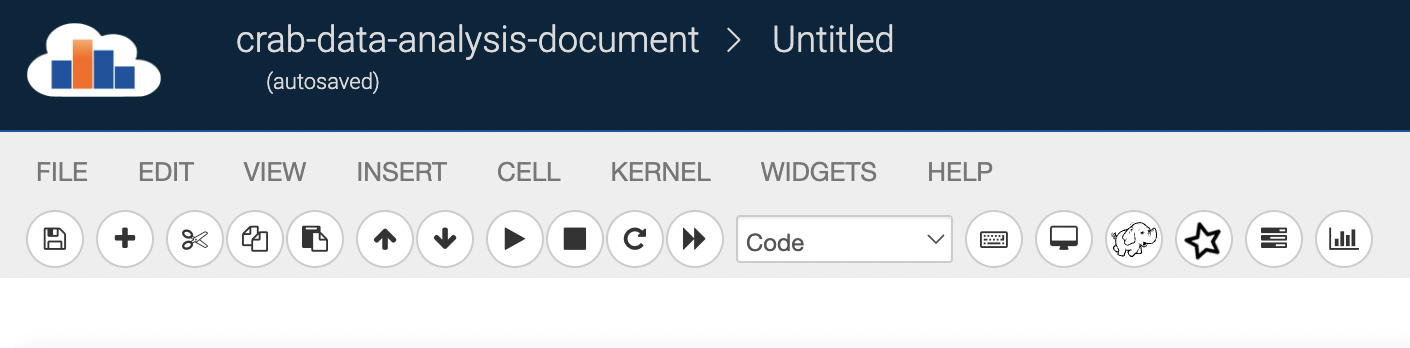 crab-data-analysis-document > Untitled
(autosaved)
FILE EDIT VIEW INSERT CELL KERNEL WIDGETS HELP
Code